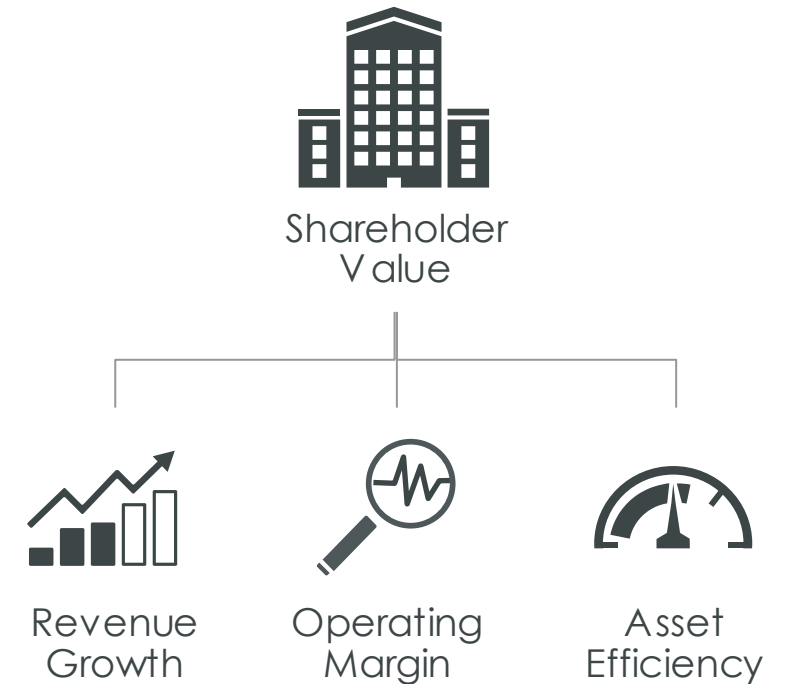 Shareholder
Value
Revenue
Growth
Operating
Margin
Asset
Efficiency